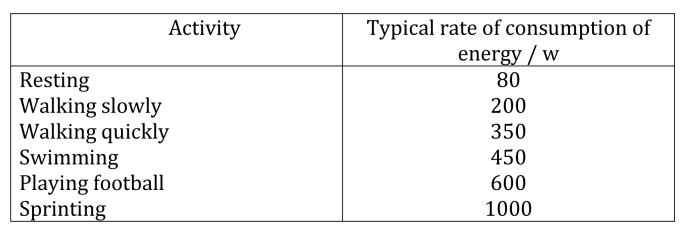 Activity
Typical rate of consumption of
energy / w
Resting 80
Walking slowly 200
Walking quickly 350
Swimming 450
Playing football 600
Sprinting 1000